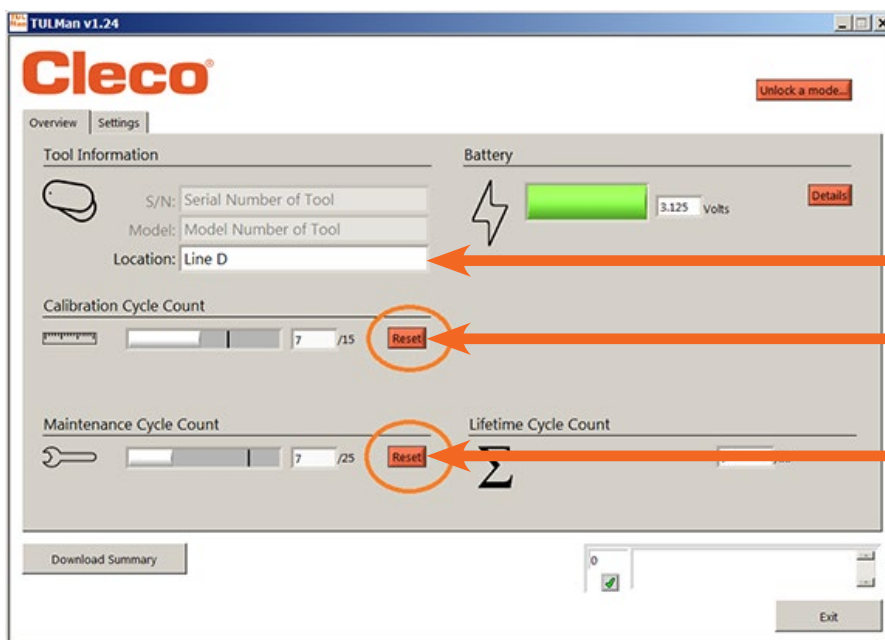 TULMan v1.24
Cleco®
Unlock a mode...
Overview Settings
Tool Information
S/N: Serial Number of Tool
Model: Model Number of Tool
Location: Line D
Battery
3.125 Volts
Details
Calibration Cycle Count
7 /15
Reset
Maintenance Cycle Count
7 /25
Reset
Lifetime Cycle Count
Σ
Download Summary
0
Exit